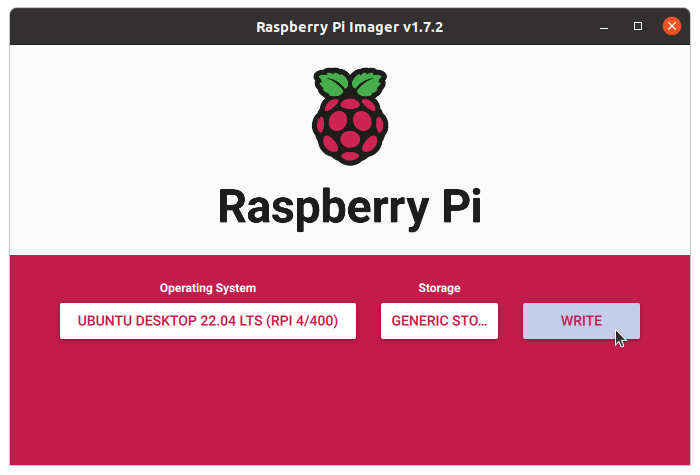 Raspberry Pi Imager v1.7.2
Raspberry Pi
Operating System
Storage
UBUNTU DESKTOP 22.04 LTS (RPI 4/400)
GENERIC STO...
WRITE